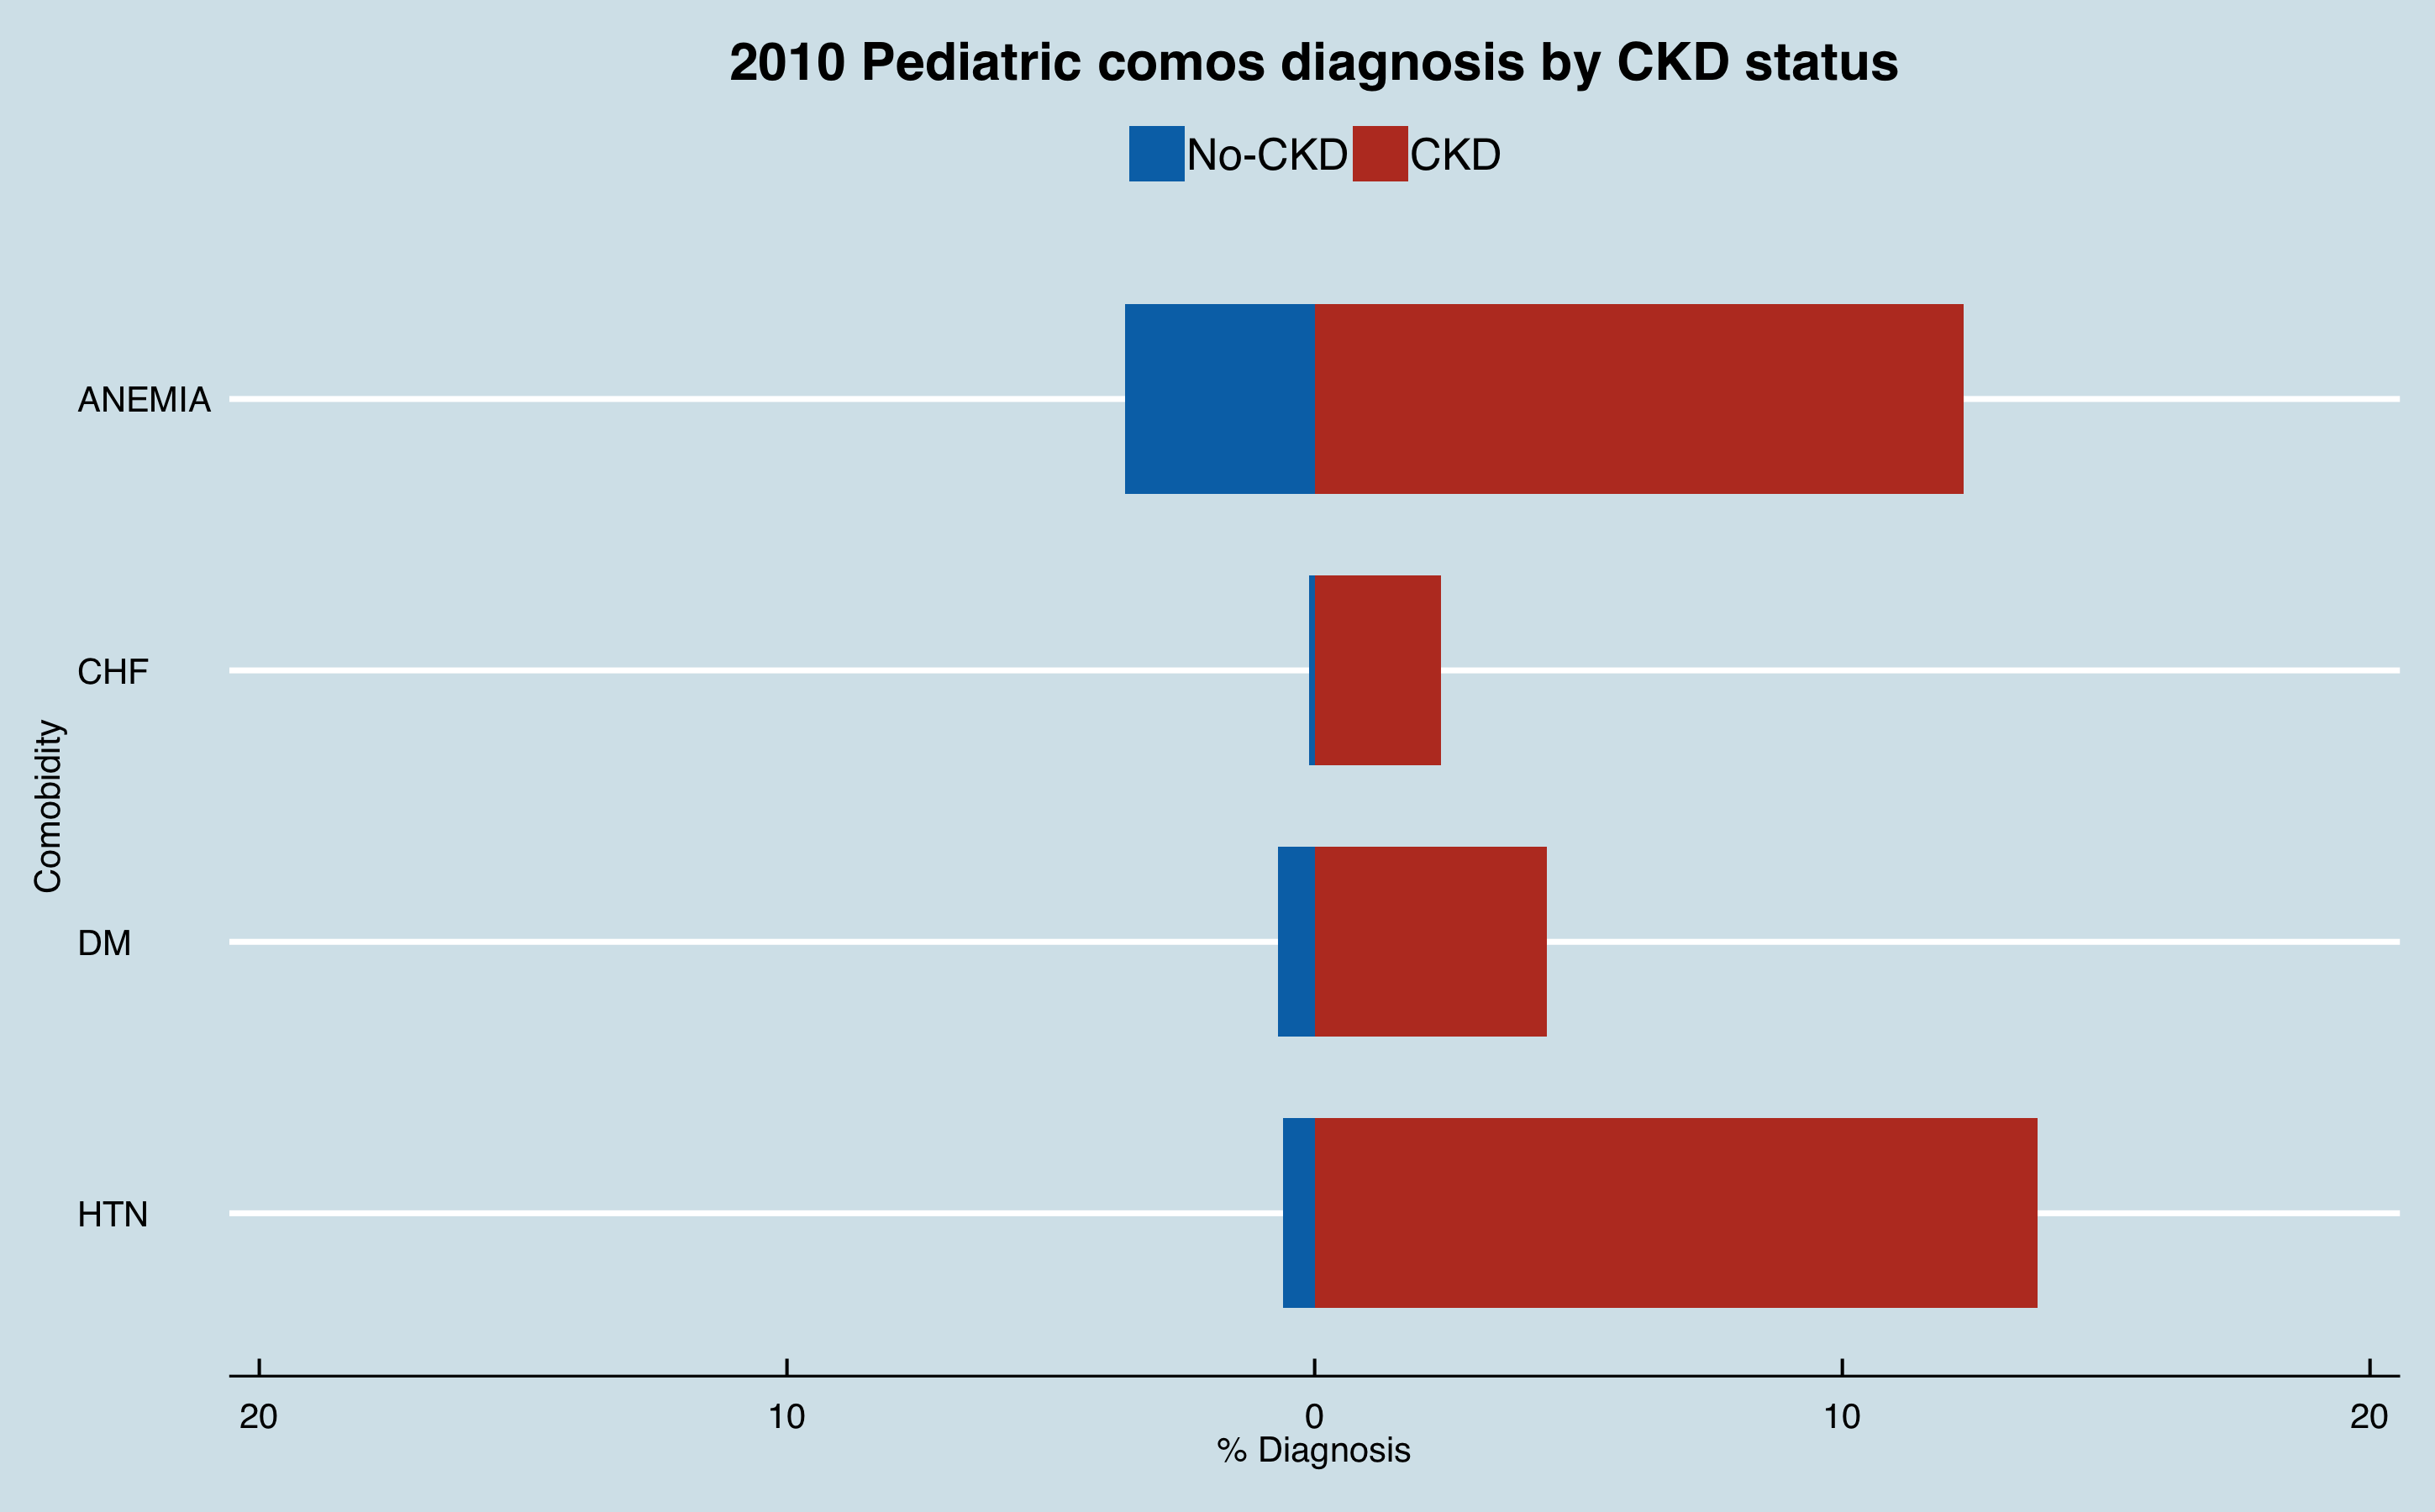 2010 Pediatric comos diagnosis by CKD status
No-CKD CKD
ANEMIA
CHF
DM
HTN
Comobidity
20 10 0 10 20
% Diagnosis